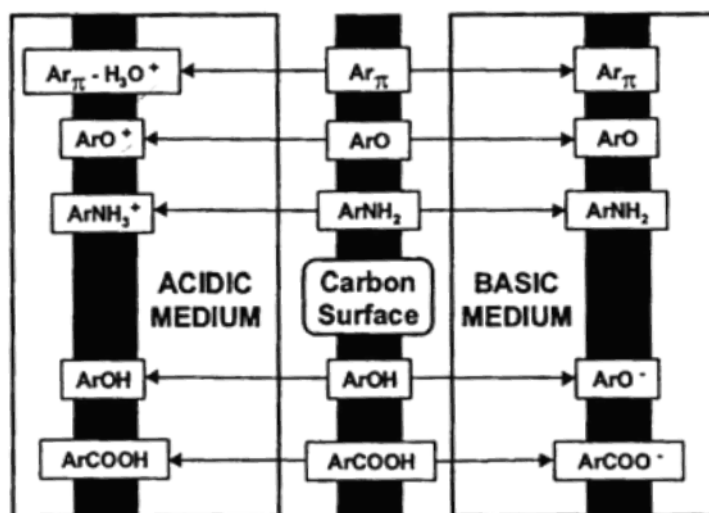 Arπ - H₃O⁺
Arπ
Arπ
ArO⁺
ArO
ArO
ArNH₃⁺
ArNH₂
ArNH₂
ACIDIC
MEDIUM
Carbon
Surface
BASIC
MEDIUM
ArOH
ArOH
ArO⁻
ArCOOH
ArCOOH
ArCOO⁻